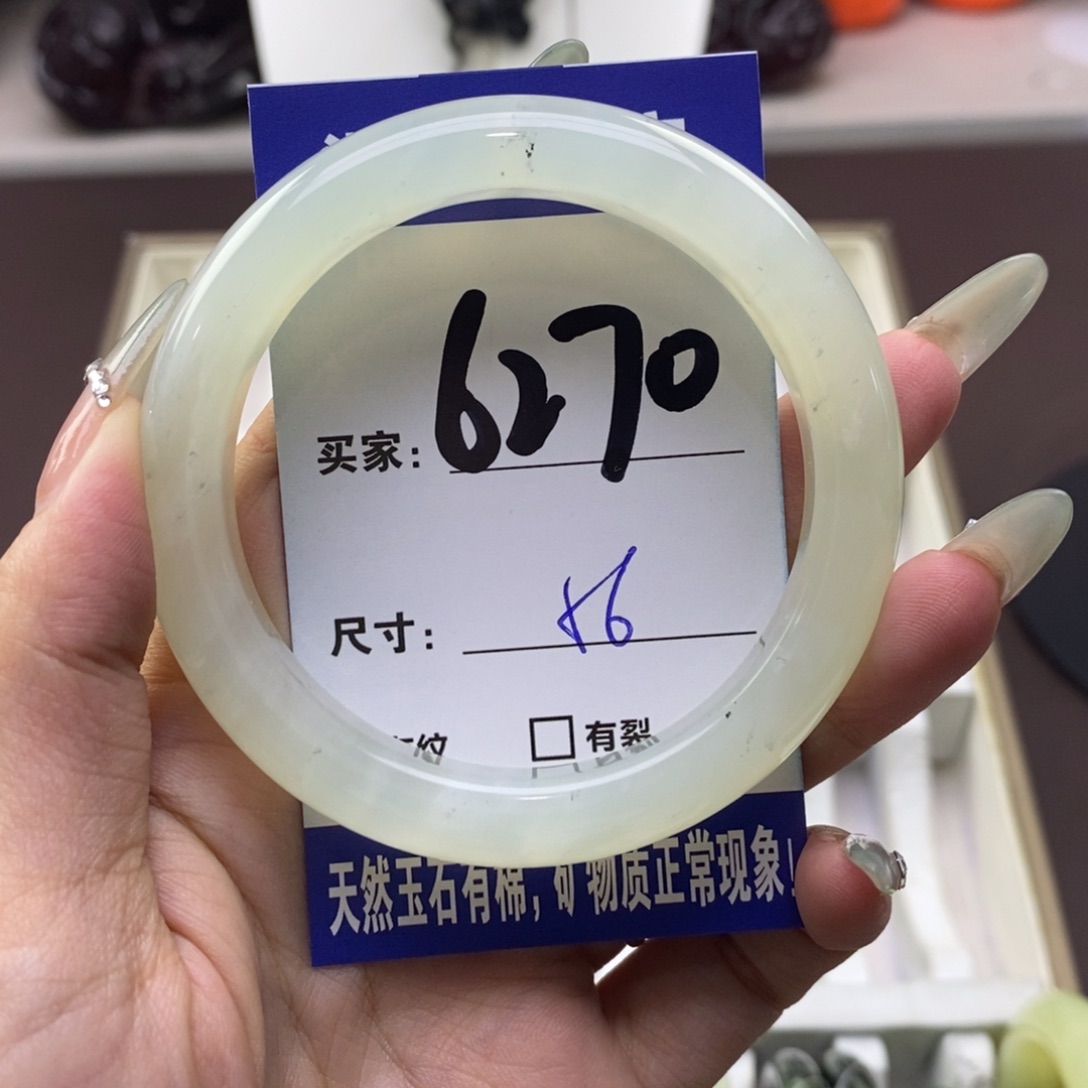 买家: 6270
尺寸: 56
纹 □有裂
天然玉石有棉,矿物质正常现象!